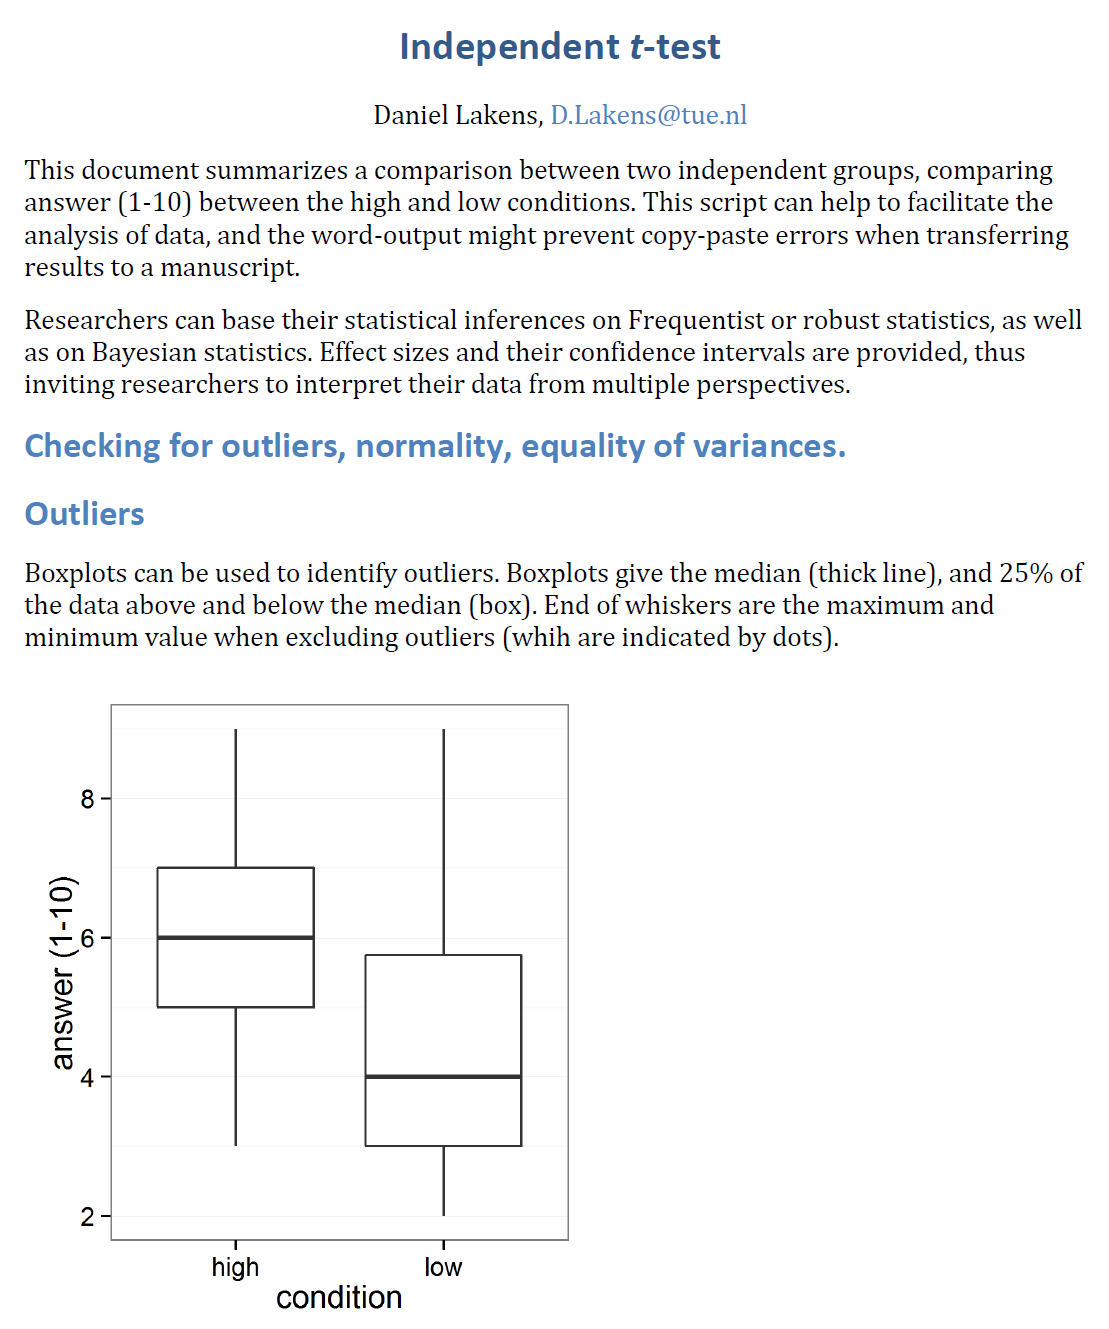 Independent t-test
Daniel Lakens, D.Lakens@tue.nl
This document summarizes a comparison between two independent groups, comparing
answer (1-10) between the high and low conditions. This script can help to facilitate the
analysis of data, and the word-output might prevent copy-paste errors when transferring
results to a manuscript.
Researchers can base their statistical inferences on Frequentist or robust statistics, as well
as on Bayesian statistics. Effect sizes and their confidence intervals are provided, thus
inviting researchers to interpret their data from multiple perspectives.
Checking for outliers, normality, equality of variances.
Outliers
Boxplots can be used to identify outliers. Boxplots give the median (thick line), and 25% of
the data above and below the median (box). End of whiskers are the maximum and
minimum value when excluding outliers (whih are indicated by dots).
answer (1-10)
8
6
4
2
high low
condition